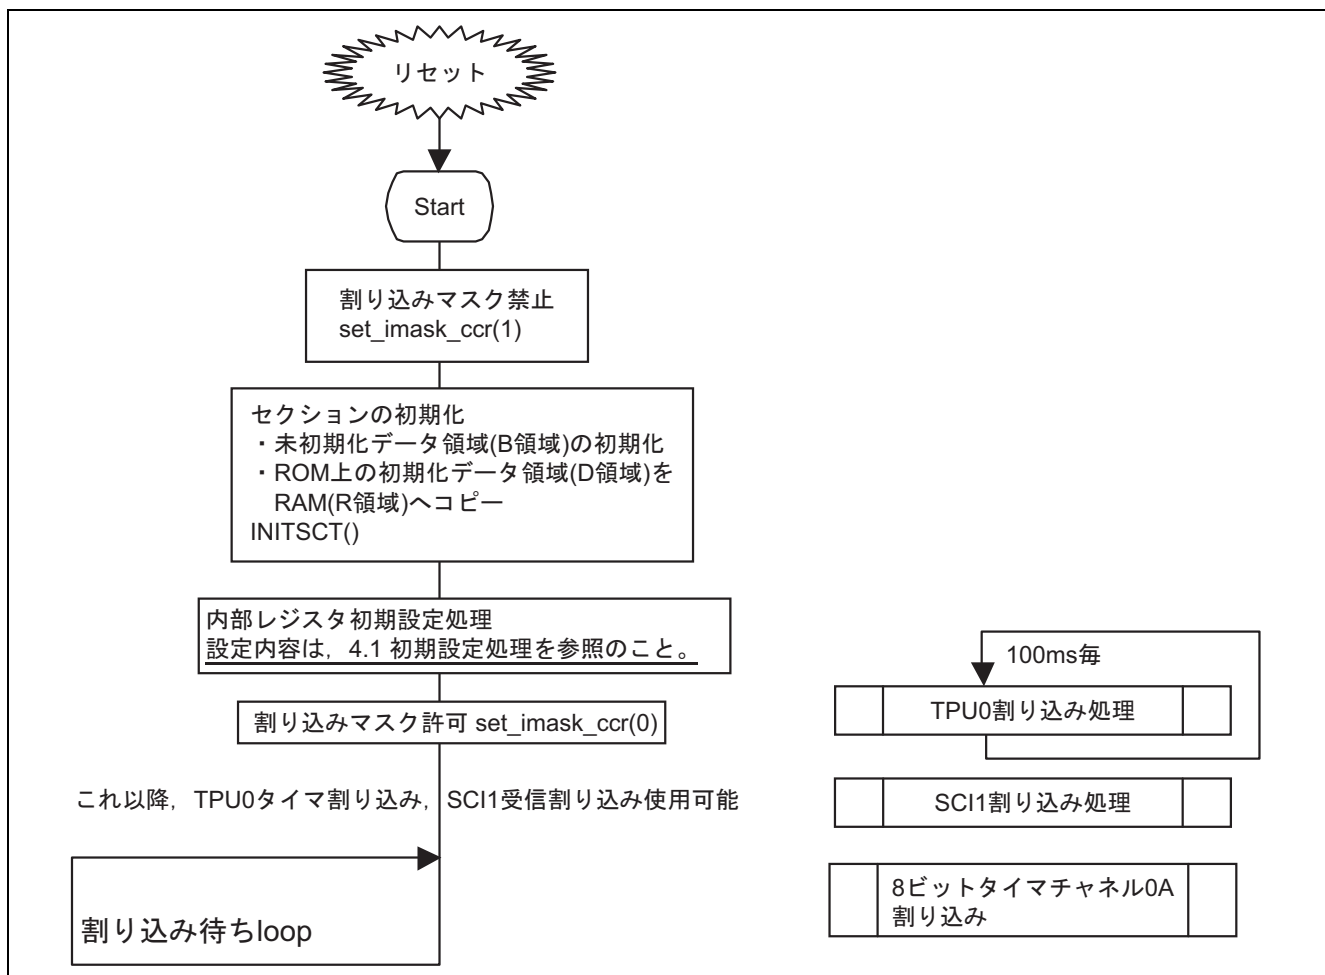 リセット
Start
割り込みマスク禁止
set_imask_ccr(1)
セクションの初期化
・未初期化データ領域(B領域)の初期化
・ROM上の初期化データ領域(D領域)を
RAM(R領域)へコピー
INITSCT()
内部レジスタ初期設定処理
設定内容は，4.1 初期設定処理を参照のこと。
割り込みマスク許可 set_imask_ccr(0)
これ以降，TPU0タイマ割り込み，SCI1受信割り込み使用可能
割り込み待ちloop
100ms毎
TPU0割り込み処理
SCI1割り込み処理
8ビットタイマチャネル0A
割り込み